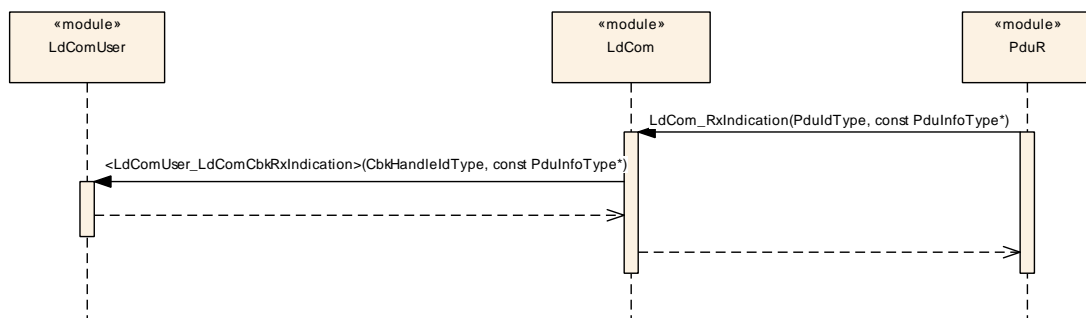 «module»
LdComUser
«module»
LdCom
«module»
PduR
LdCom_RxIndication(PduIdType, const PduInfoType*)
<LdComUser_LdComCbkRxIndication>(CbkHandleIdType, const PduInfoType*)